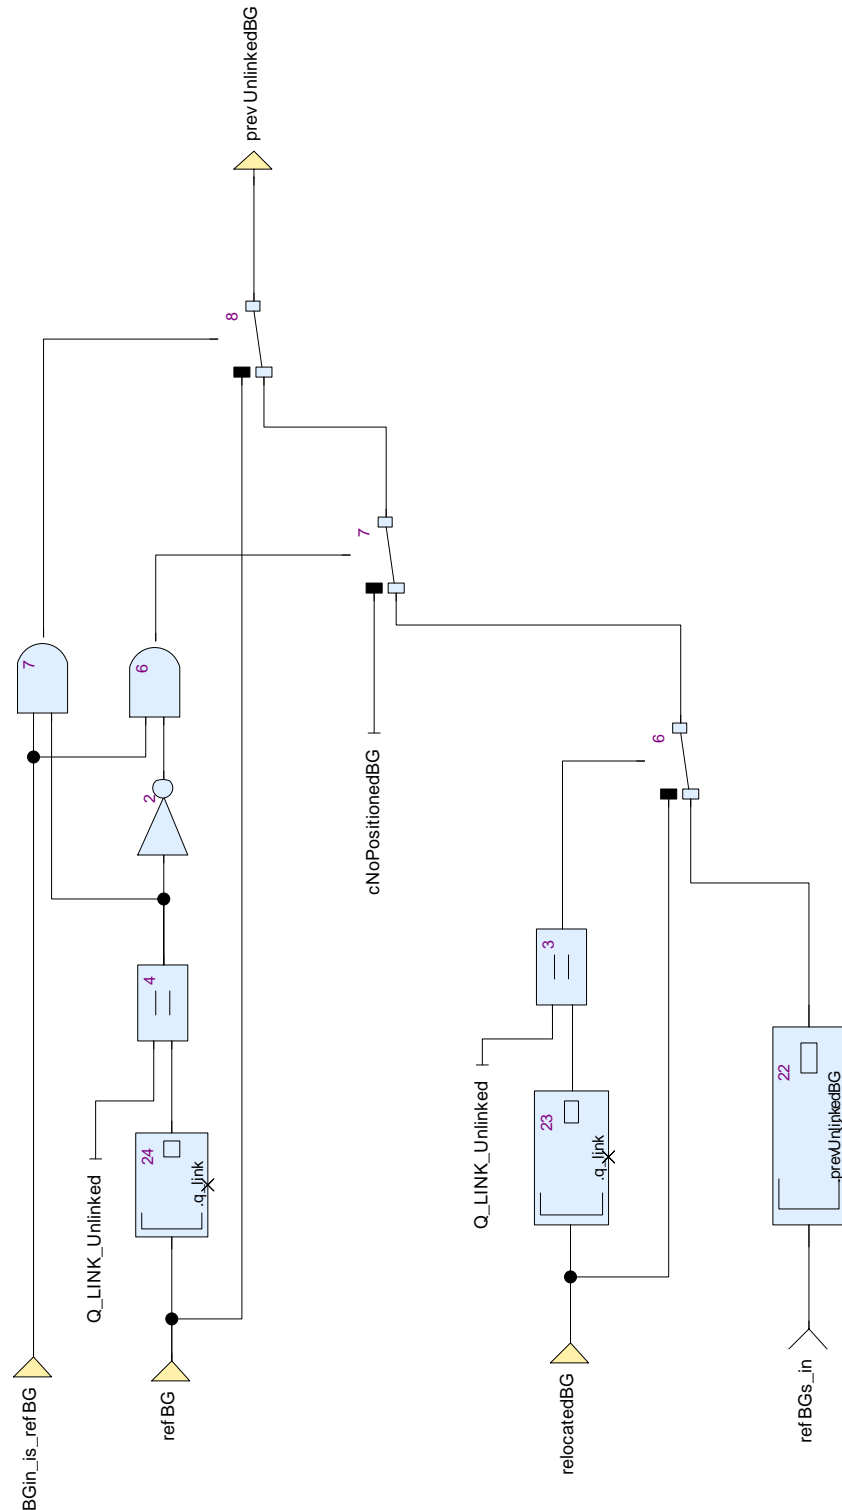 BGin_is_refBG
refBG
relocatedBG
refBGs_in
Q_LINK_Unlinked
24
.q_link
4
2
7
6
Q_LINK_Unlinked
23
.q_link
3
22
.prevUnlinkedBG
cNoPositionedBG
6
7
8
prevUnlinkedBG